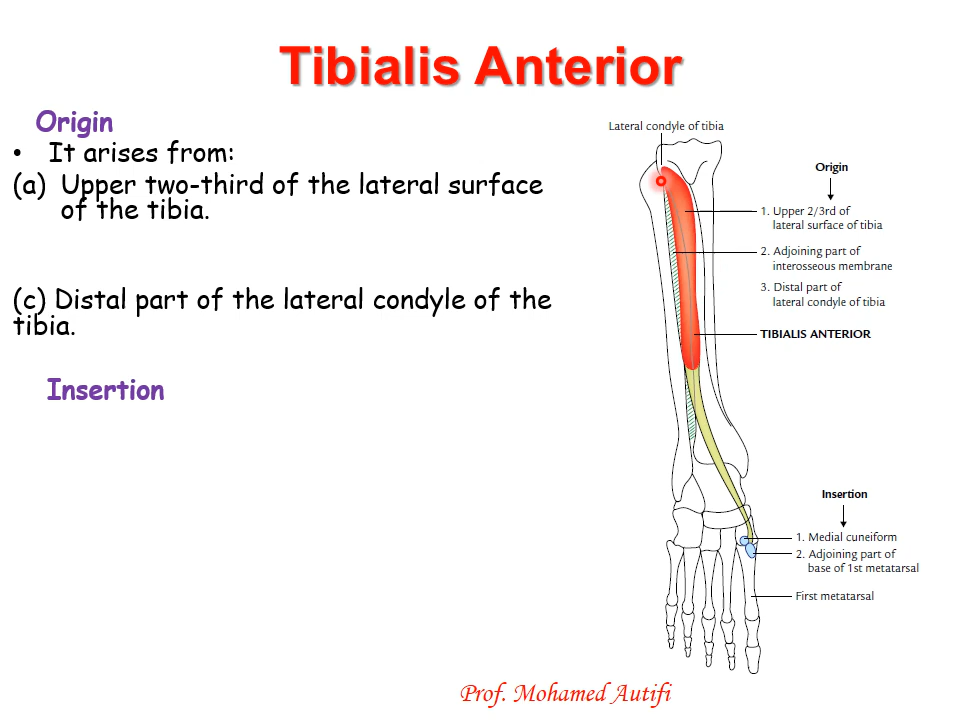 Tibialis Anterior
Origin
• It arises from:
(a) Upper two-third of the lateral surface
of the tibia.
(c) Distal part of the lateral condyle of the
tibia.
Insertion
Lateral condyle of tibia
Origin
1. Upper 2/3rd of
lateral surface of tibia
2. Adjoining part of
interosseous membrane
3. Distal part of
lateral condyle of tibia
TIBIALIS ANTERIOR
Insertion
1. Medial cuneiform
2. Adjoining part of
base of 1st metatarsal
First metatarsal
Prof. Mohamed Autifi